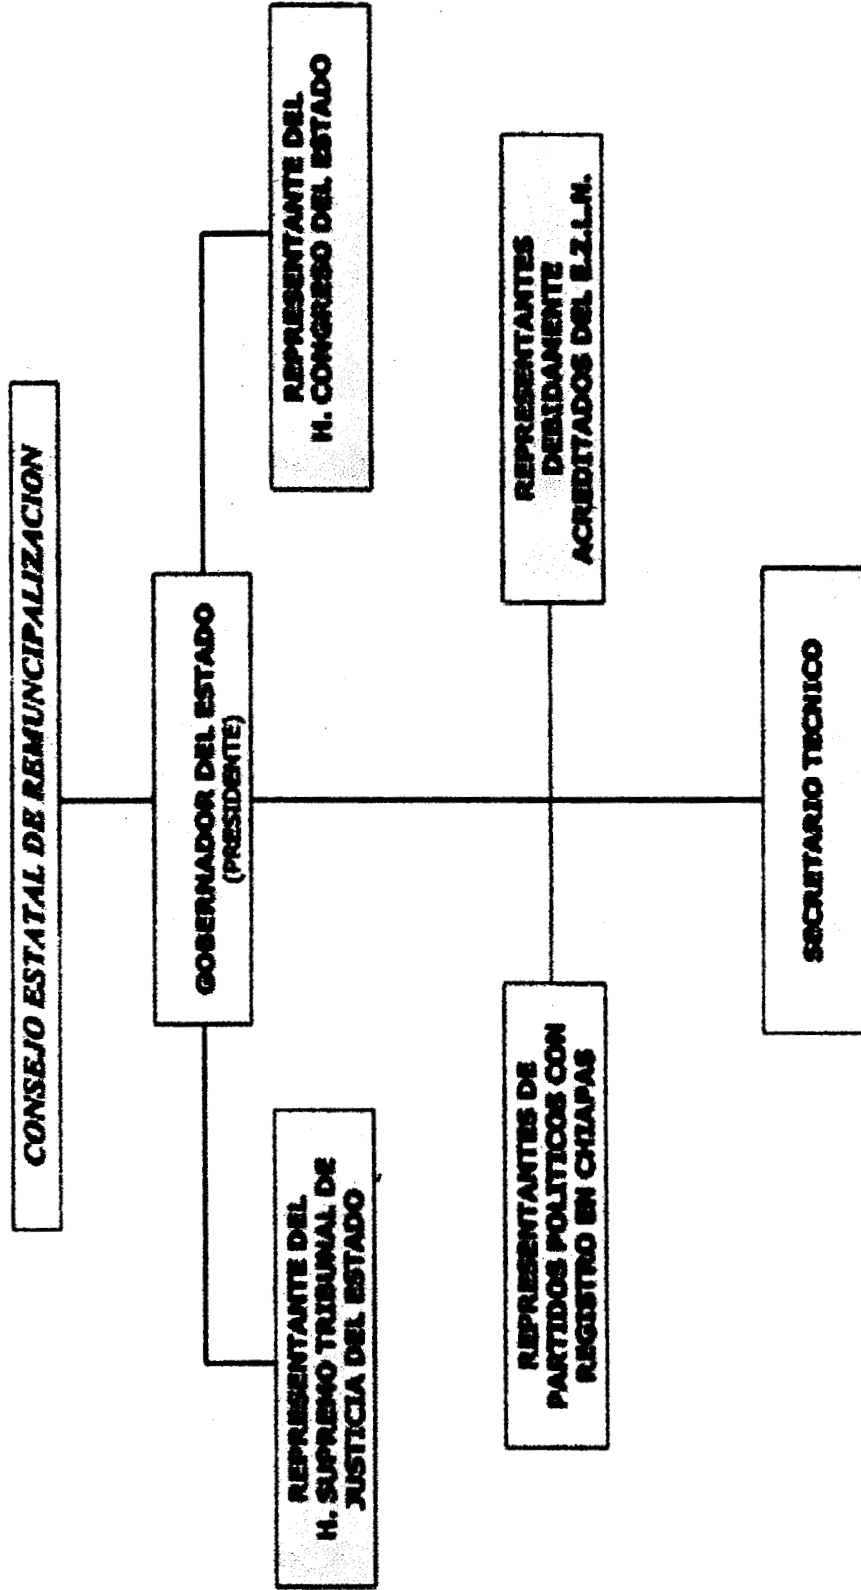 CONSEJO ESTATAL DE REMUNCIPALIZACION
GOBERNADOR DEL ESTADO
(PRESIDENTE)
REPRESENTANTE DEL
H. SUPREMO TRIBUNAL DE
JUSTICIA DEL ESTADO
REPRESENTANTE DEL
H. CONGRESO DEL ESTADO
REPRESENTANTES DE
PARTIDOS POLITICOS CON
REGISTRO EN CHIAPAS
REPRESENTANTES
DEBIDAMENTE
ACREDITADOS DEL E.Z.L.N.
SECRETARIO TECNICO